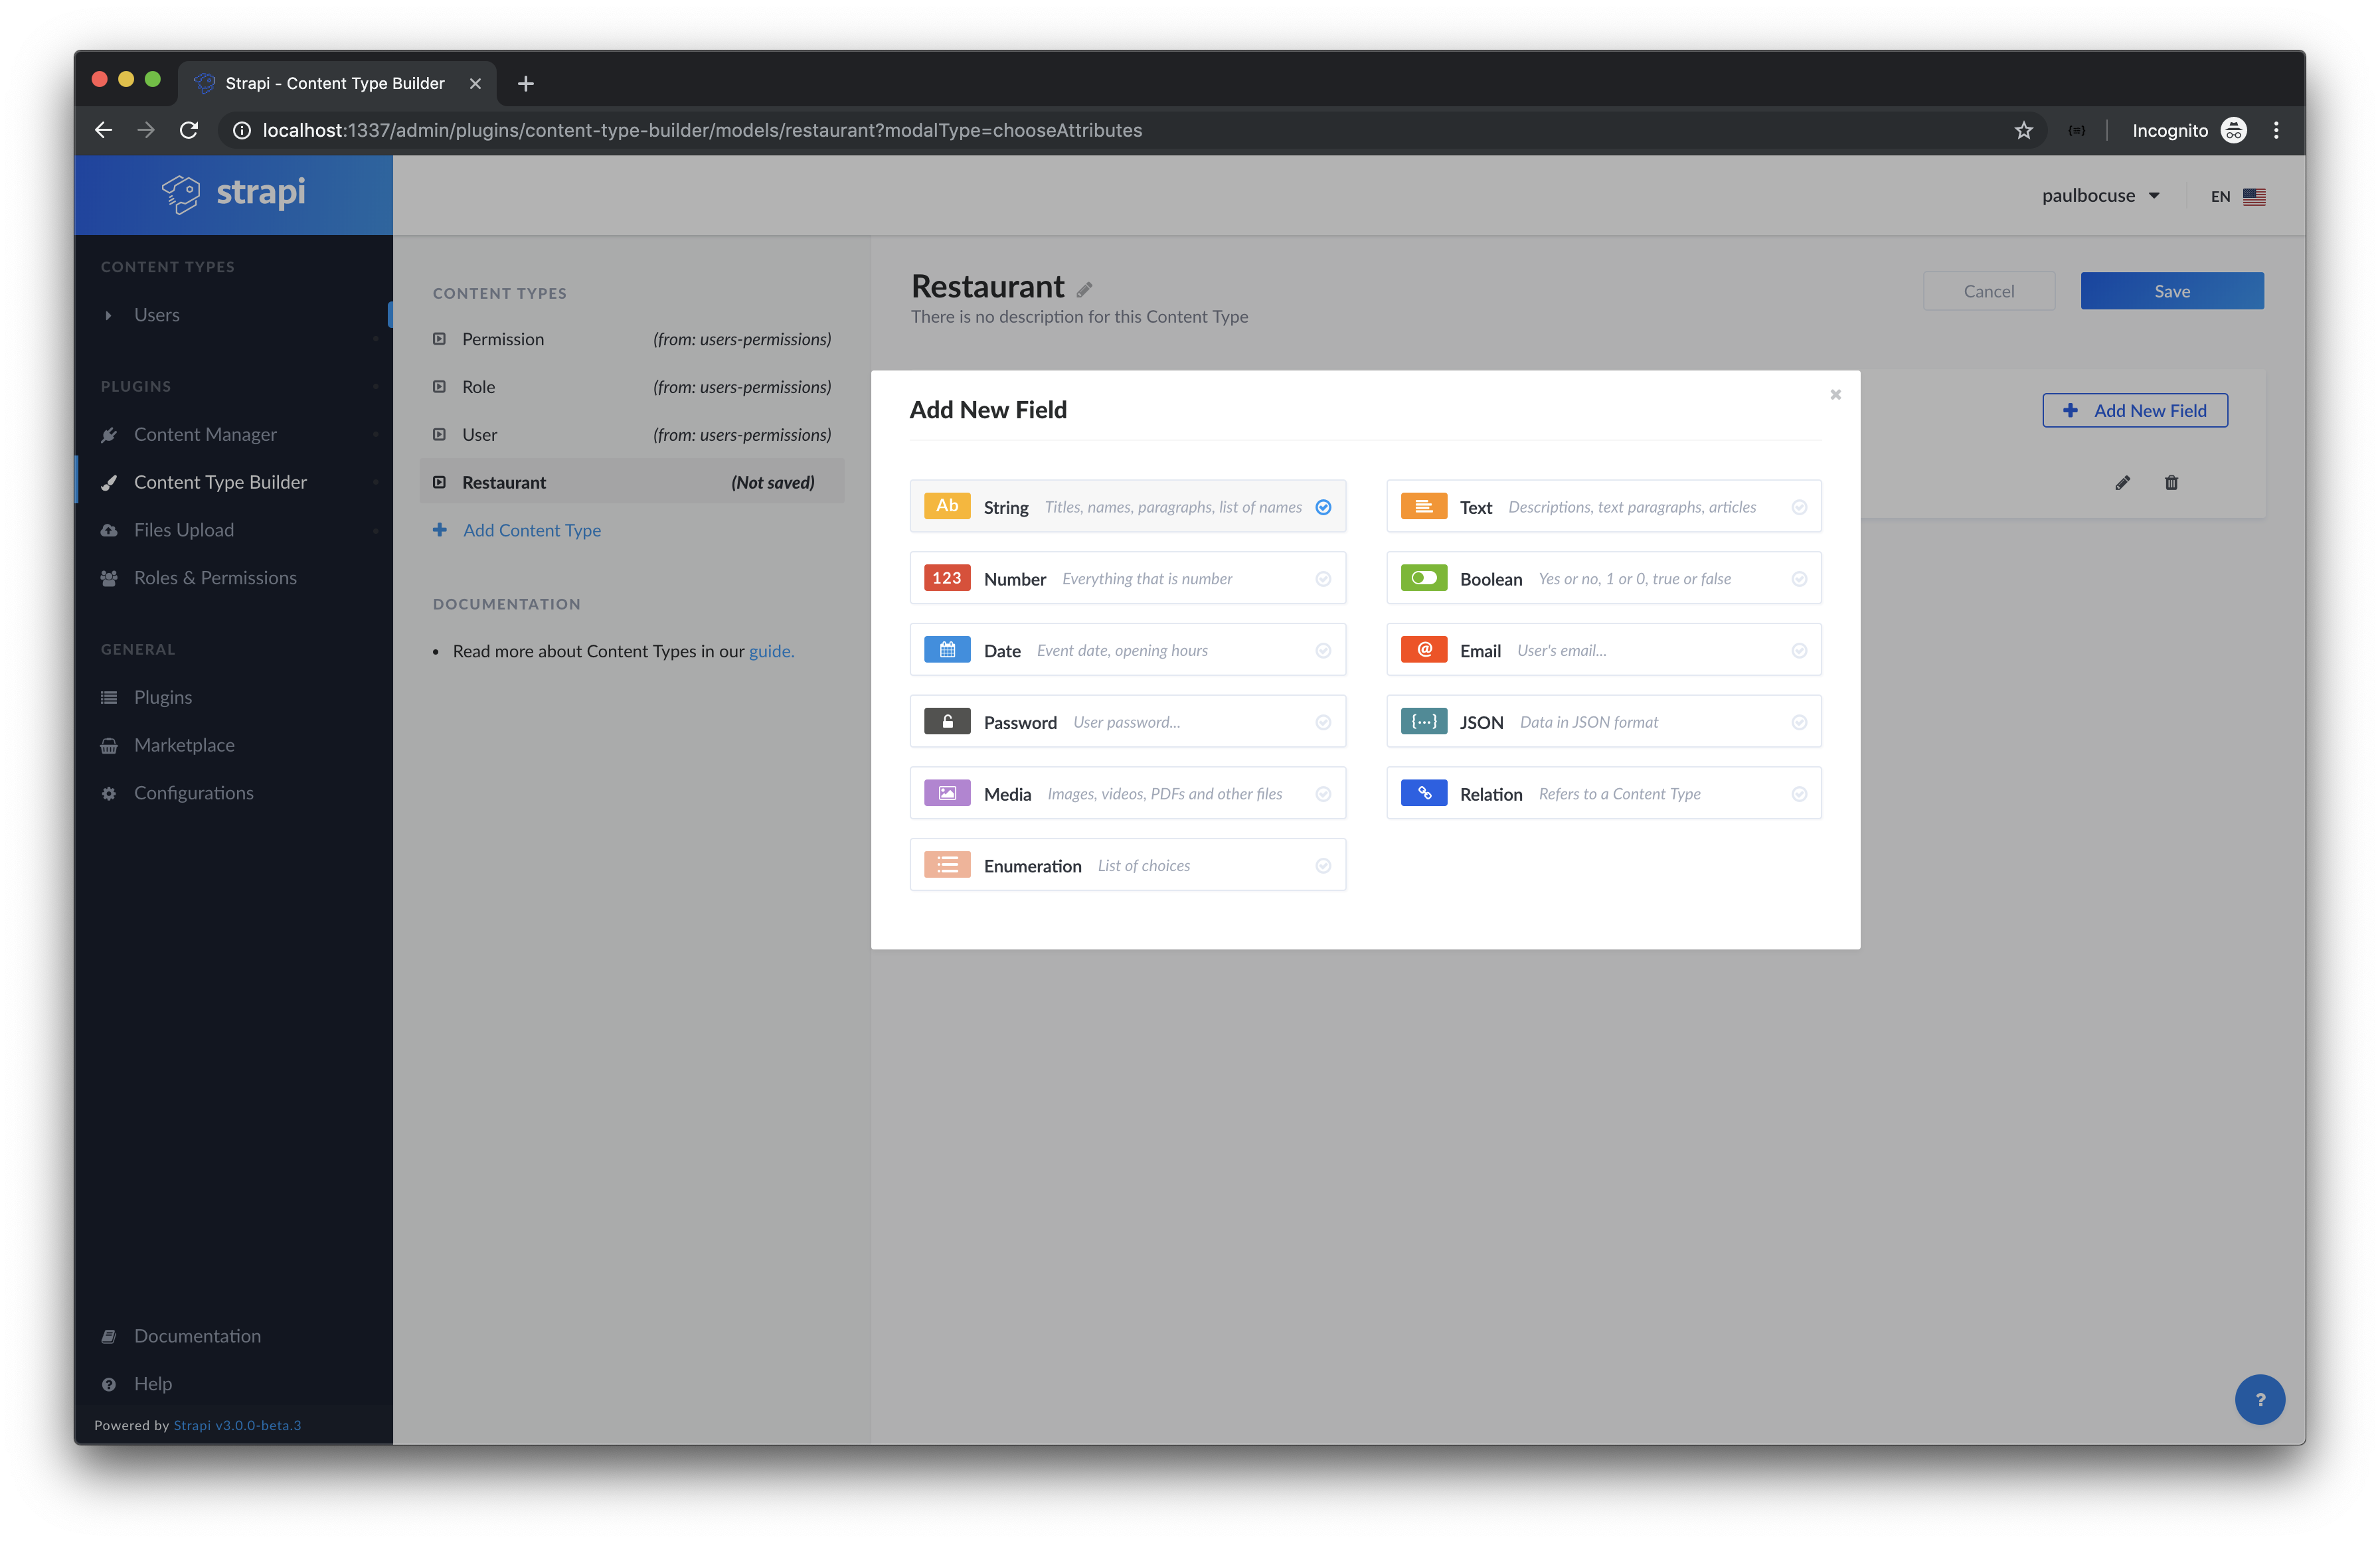 Strapi - Content Type Builder
localhost:1337/admin/plugins/content-type-builder/models/restaurant?modalType=chooseAttributes
Incognito
strapi
paulbocuse
EN
CONTENT TYPES
Users
PLUGINS
Content Manager
Content Type Builder
Files Upload
Roles & Permissions
GENERAL
Plugins
Marketplace
Configurations
Documentation
Help
Powered by Strapi v3.0.0-beta.3
CONTENT TYPES
Permission (from: users-permissions)
Role (from: users-permissions)
User (from: users-permissions)
Restaurant (Not saved)
Add Content Type
DOCUMENTATION
Read more about Content Types in our guide.
Restaurant
There is no description for this Content Type
Cancel
Save
Add New Field
Add New Field
Ab String Titles, names, paragraphs, list of names
Text Descriptions, text paragraphs, articles
123 Number Everything that is number
Boolean Yes or no, 1 or 0, true or false
Date Event date, opening hours
@ Email User's email...
Password User password...
{...} JSON Data in JSON format
Media Images, videos, PDFs and other files
Relation Refers to a Content Type
Enumeration List of choices
?